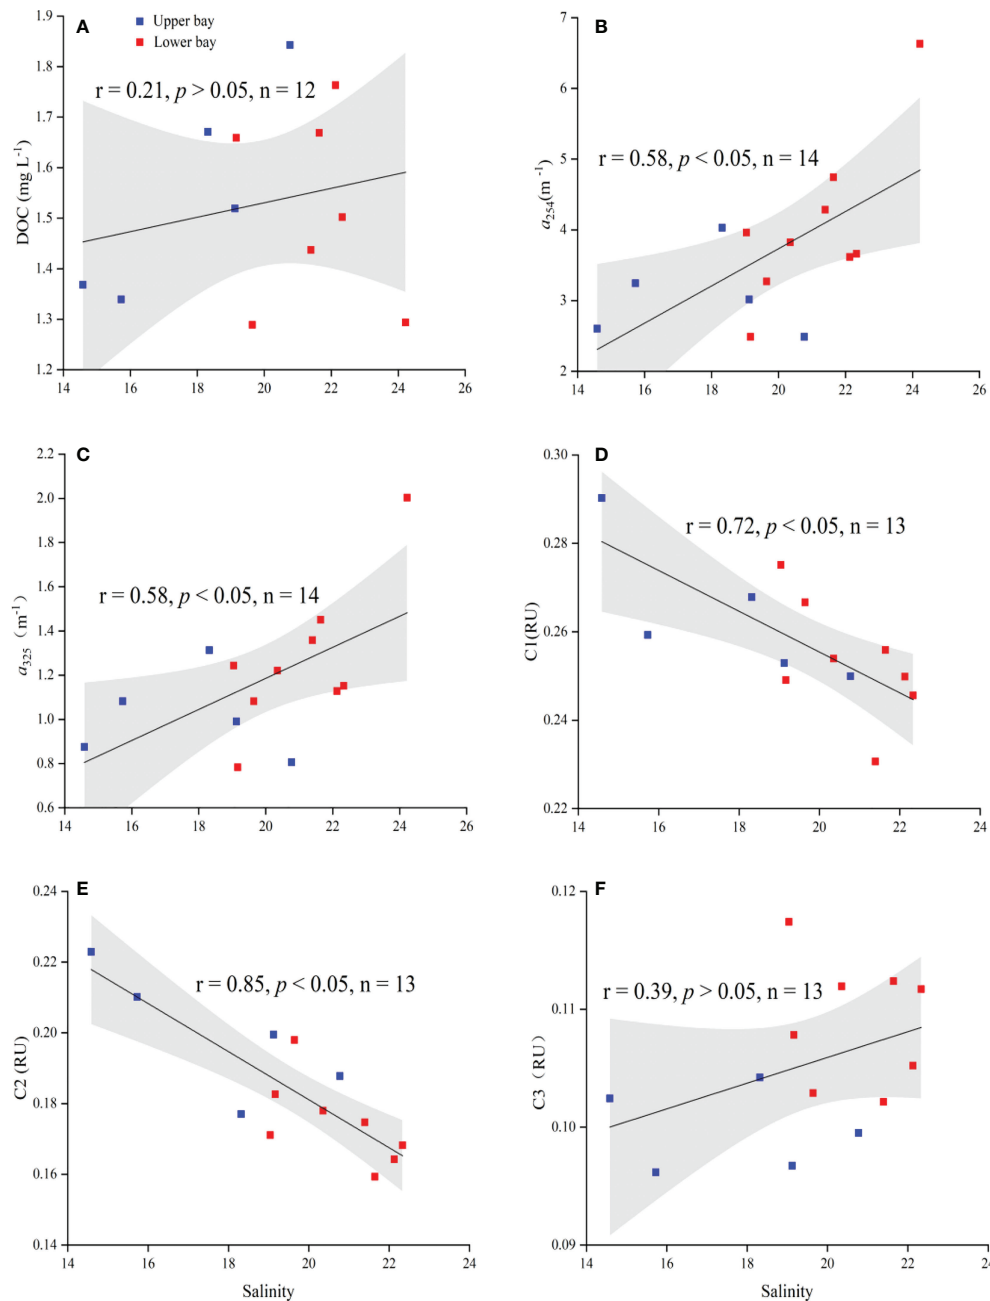 A
Upper bay
Lower bay
r = 0.21, p > 0.05, n = 12
DOC (mg L-1)
1.9
1.8
1.7
1.6
1.5
1.4
1.3
1.2
14 16 18 20 22 24 26
B
r = 0.58, p < 0.05, n = 14
a254(m-1)
7
6
5
4
3
2
14 16 18 20 22 24 26
C
r = 0.58, p < 0.05, n = 14
a325 (m-1)
2.2
2.0
1.8
1.6
1.4
1.2
1.0
0.8
0.6
14 16 18 20 22 24 26
D
r = 0.72, p < 0.05, n = 13
C1(RU)
0.30
0.28
0.26
0.24
0.22
14 16 18 20 22 24
E
r = 0.85, p < 0.05, n = 13
C2 (RU)
0.24
0.22
0.20
0.18
0.16
0.14
14 16 18 20 22 24
Salinity
F
r = 0.39, p > 0.05, n = 13
C3 (RU)
0.12
0.11
0.10
0.09
14 16 18 20 22 24
Salinity